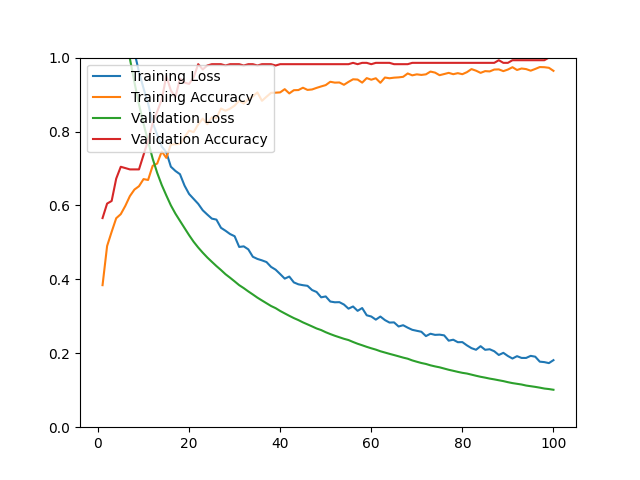 1.0
0.8
0.6
0.4
0.2
0.0
Training Loss
Training Accuracy
Validation Loss
Validation Accuracy
0 20 40 60 80 100